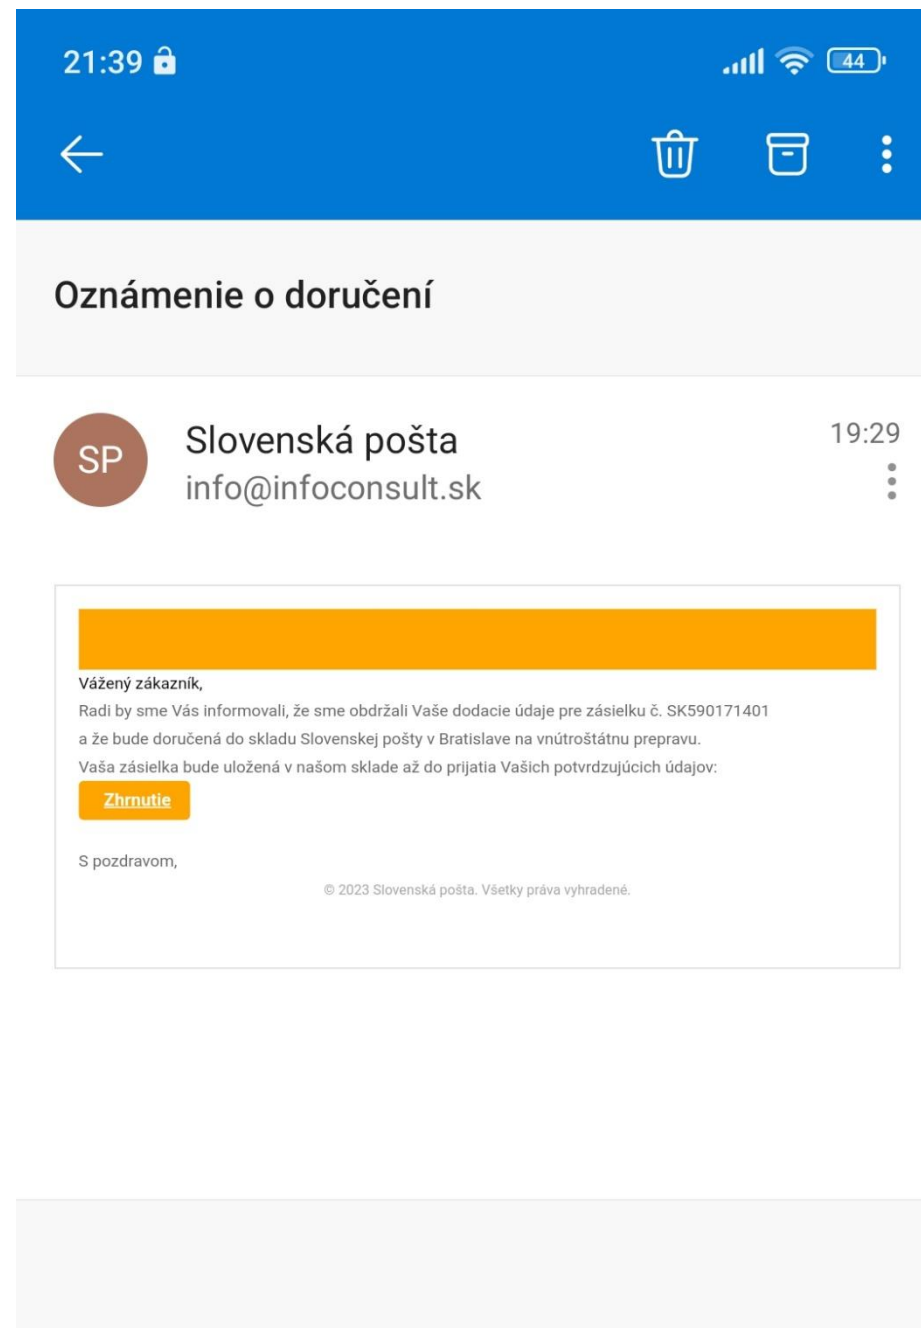 21:39
44
Oznámenie o doručení
SP
Slovenská pošta
19:29
info@infoconsult.sk
Vážený zákazník,
Radi by sme Vás informovali, že sme obdržali Vaše dodacie údaje pre zásielku č. SK590171401
a že bude doručená do skladu Slovenskej pošty v Bratislave na vnútroštátnu prepravu.
Vaša zásielka bude uložená v našom sklade až do prijatia Vašich potvrdzujúcich údajov:
Zhrnutie
S pozdravom,
© 2023 Slovenská pošta. Všetky práva vyhradené.